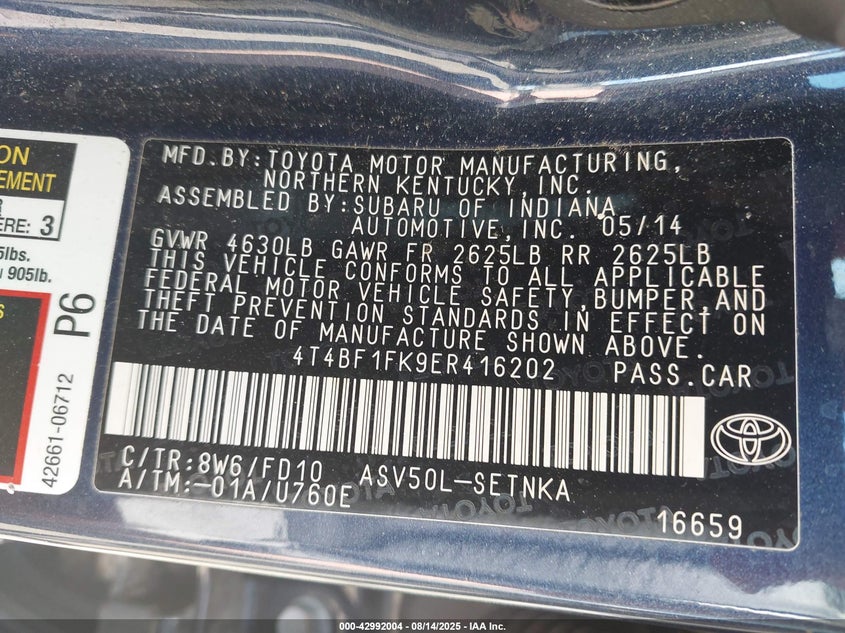 ON
EMENT
R
ERE: 3
5lbs.
905lb.
S
P6
42661-06712
MFD.BY:TOYOTA MOTOR MANUFACTURING,
NORTHERN KENTUCKY,INC.
ASSEMBLED BY:SUBARU OF INDIANA
AUTOMOTIVE,INC. 05/14
GVWR 4630LB GAWR FR 2625LB RR 2625LB
THIS VEHICLE CONFORMS TO ALL APPLICABLE
FEDERAL MOTOR VEHICLE SAFETY,BUMPER,AND
THEFT PREVENTION STANDARDS IN EFFECT ON
THE DATE OF MANUFACTURE SHOWN ABOVE.
4T4BF1FK9ER416202 PASS.CAR
C/TR:8W6/FD10 ASV50L-SETNKA
A/TM:-01A/U760E
16659
000-42992004 - 08/14/2025 - IAA Inc.